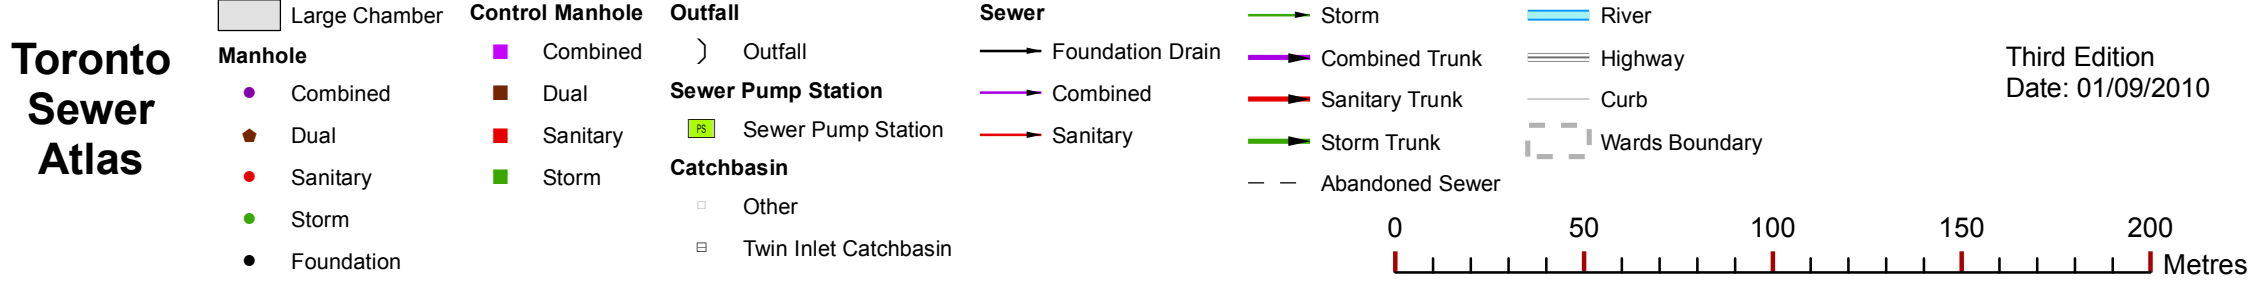 Toronto
Sewer
Atlas
Large Chamber
Manhole
Combined
Dual
Sanitary
Storm
Foundation
Control Manhole
Combined
Dual
Sanitary
Storm
Outfall
Outfall
Sewer Pump Station
PS
Sewer Pump Station
Catchbasin
Other
Twin Inlet Catchbasin
Sewer
Foundation Drain
Combined
Sanitary
Storm
Combined Trunk
Sanitary Trunk
Storm Trunk
Abandoned Sewer
River
Highway
Curb
Wards Boundary
Third Edition
Date: 01/09/2010
0 50 100 150 200
Metres